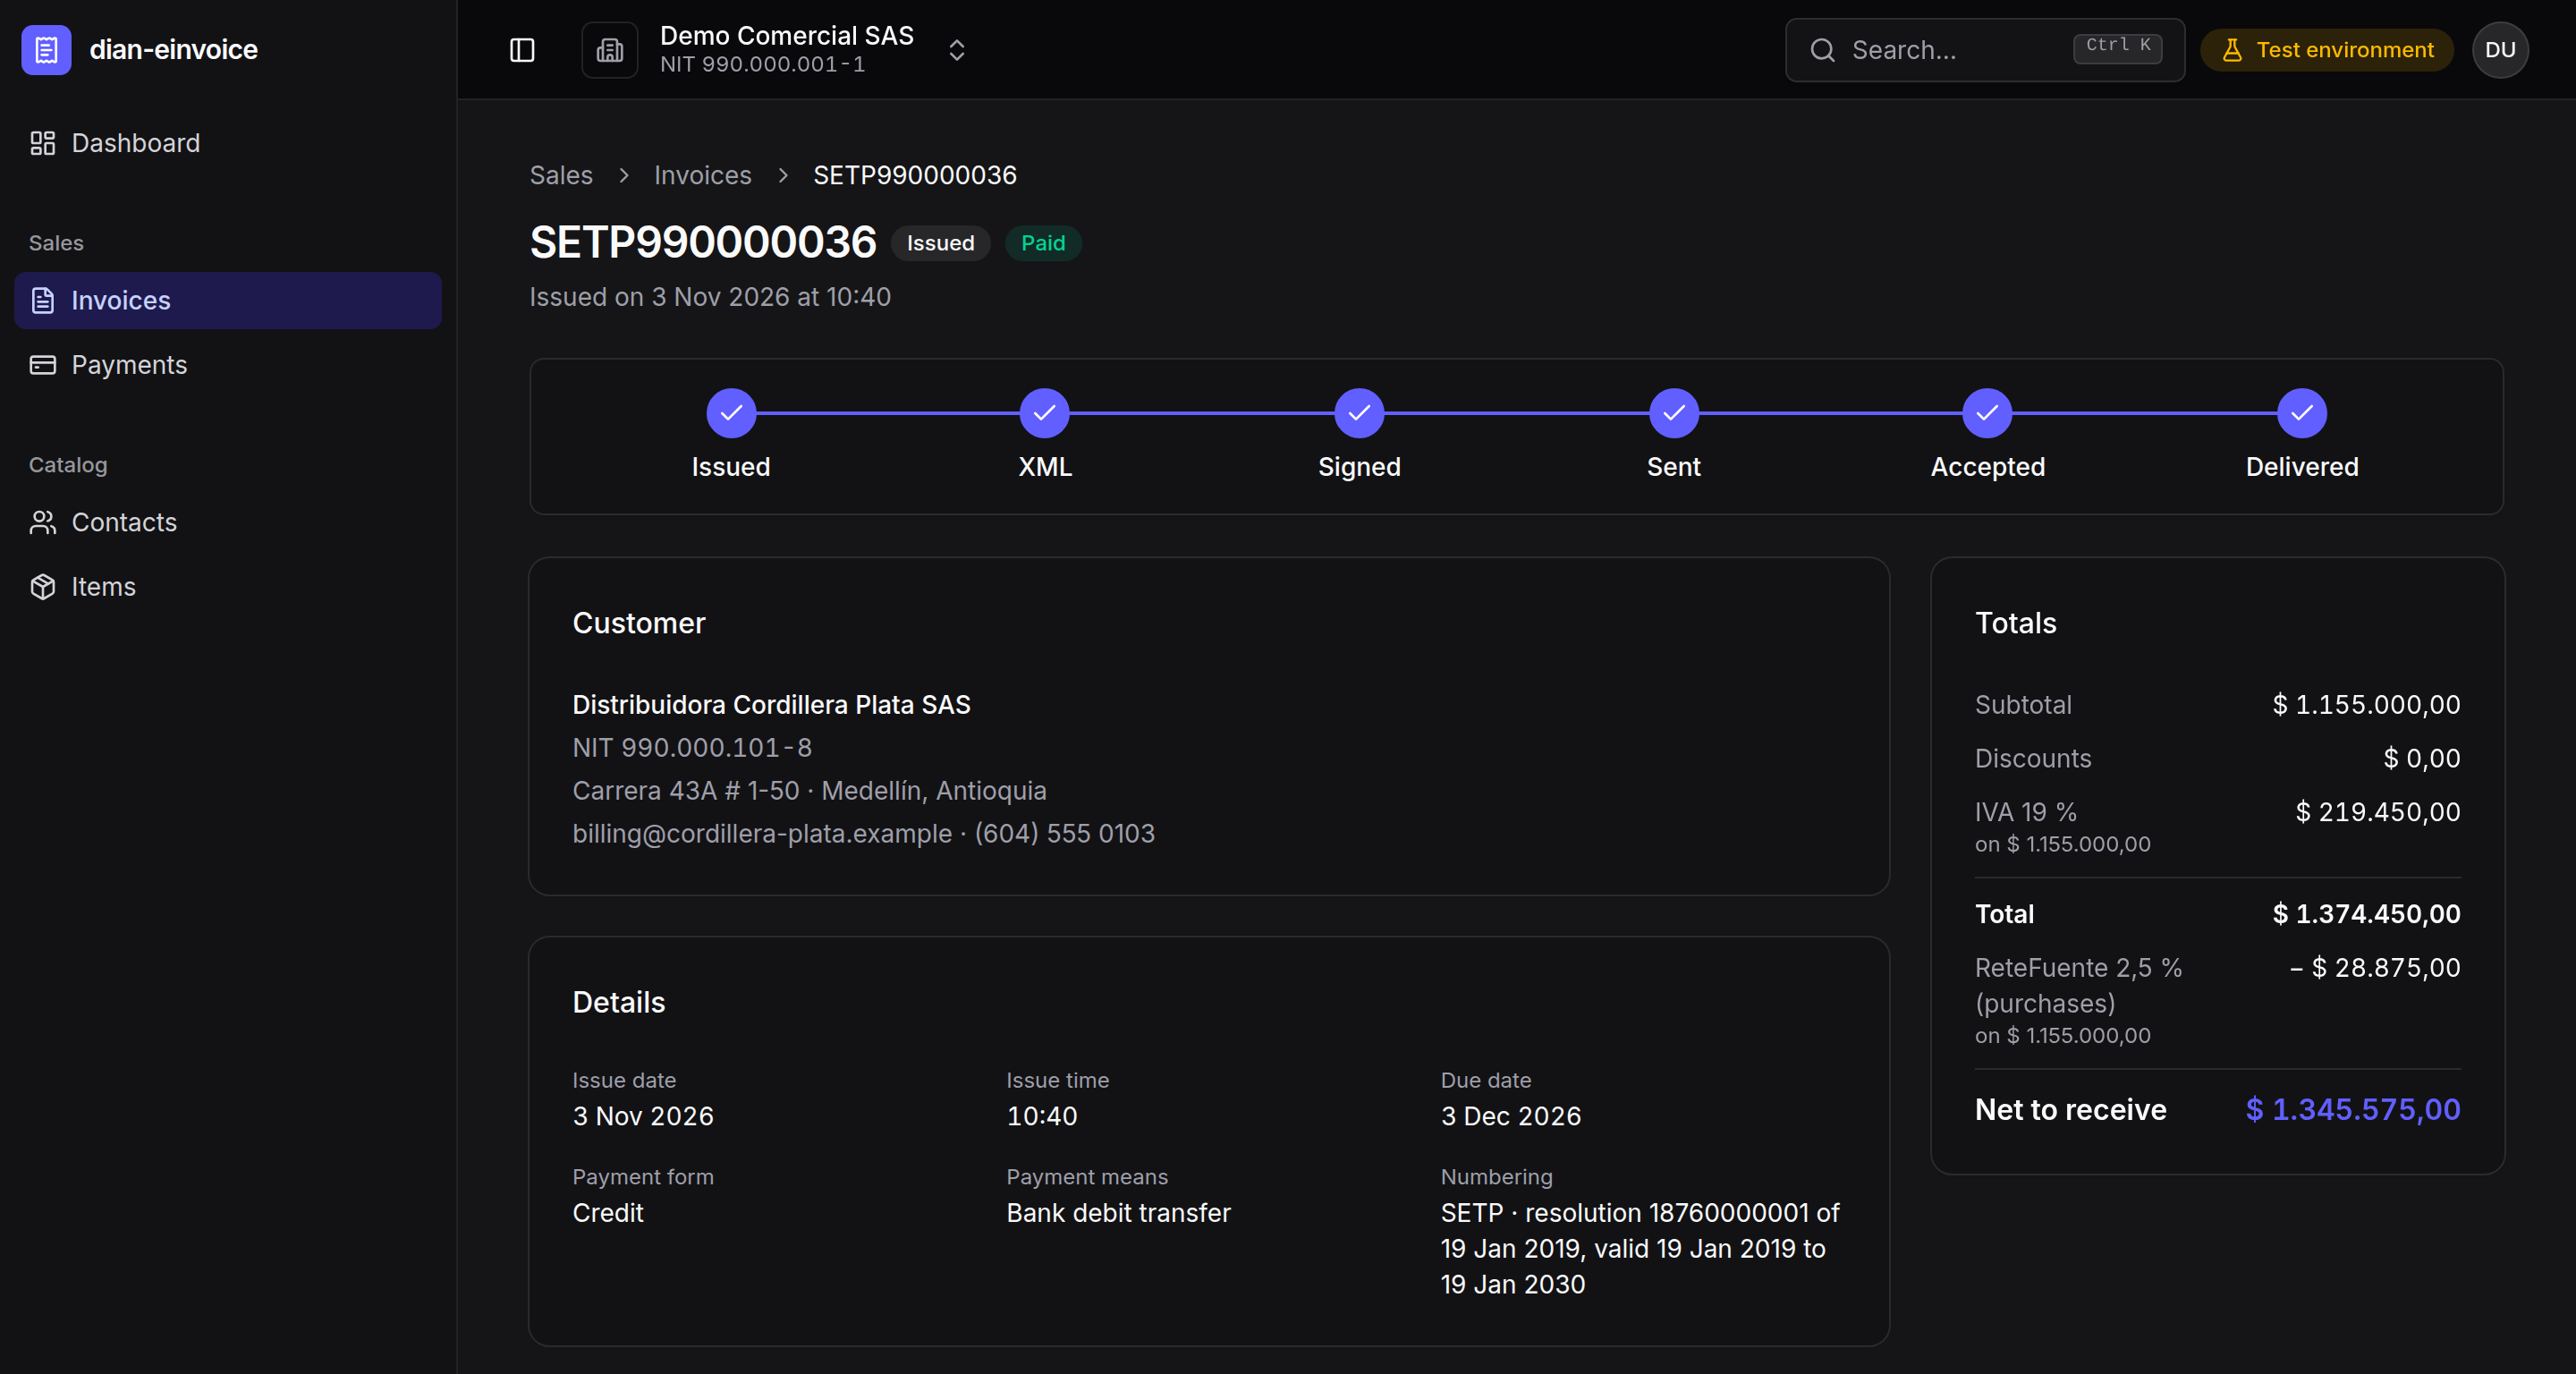 dian-einvoice
Demo Comercial SAS
NIT 990.000.001-1
Search...
Ctrl K
Test environment
DU
Dashboard
Sales
Invoices
Payments
Catalog
Contacts
Items
Sales > Invoices > SETP990000036
SETP990000036 Issued Paid
Issued on 3 Nov 2026 at 10:40
Issued XML Signed Sent Accepted Delivered
Customer
Distribuidora Cordillera Plata SAS
NIT 990.000.101-8
Carrera 43A # 1-50 · Medellín, Antioquia
billing@cordillera-plata.example · (604) 555 0103
Details
Issue date
3 Nov 2026
Issue time
10:40
Due date
3 Dec 2026
Payment form
Credit
Payment means
Bank debit transfer
Numbering
SETP · resolution 18760000001 of
19 Jan 2019, valid 19 Jan 2019 to
19 Jan 2030
Totals
Subtotal $ 1.155.000,00
Discounts $ 0,00
IVA 19 % $ 219.450,00
on $ 1.155.000,00
Total $ 1.374.450,00
ReteFuente 2,5 % − $ 28.875,00
(purchases)
on $ 1.155.000,00
Net to receive $ 1.345.575,00